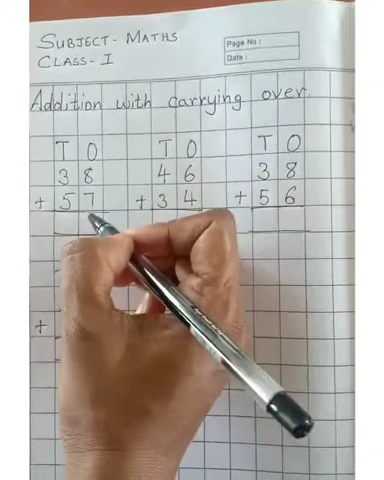 SUBJECT - MATHS
CLASS - I
Page No :
Date :
Addition with carrying over.
T O T O T O
3 8 4 6 3 8
+ 5 7 + 3 4 + 5 6
+